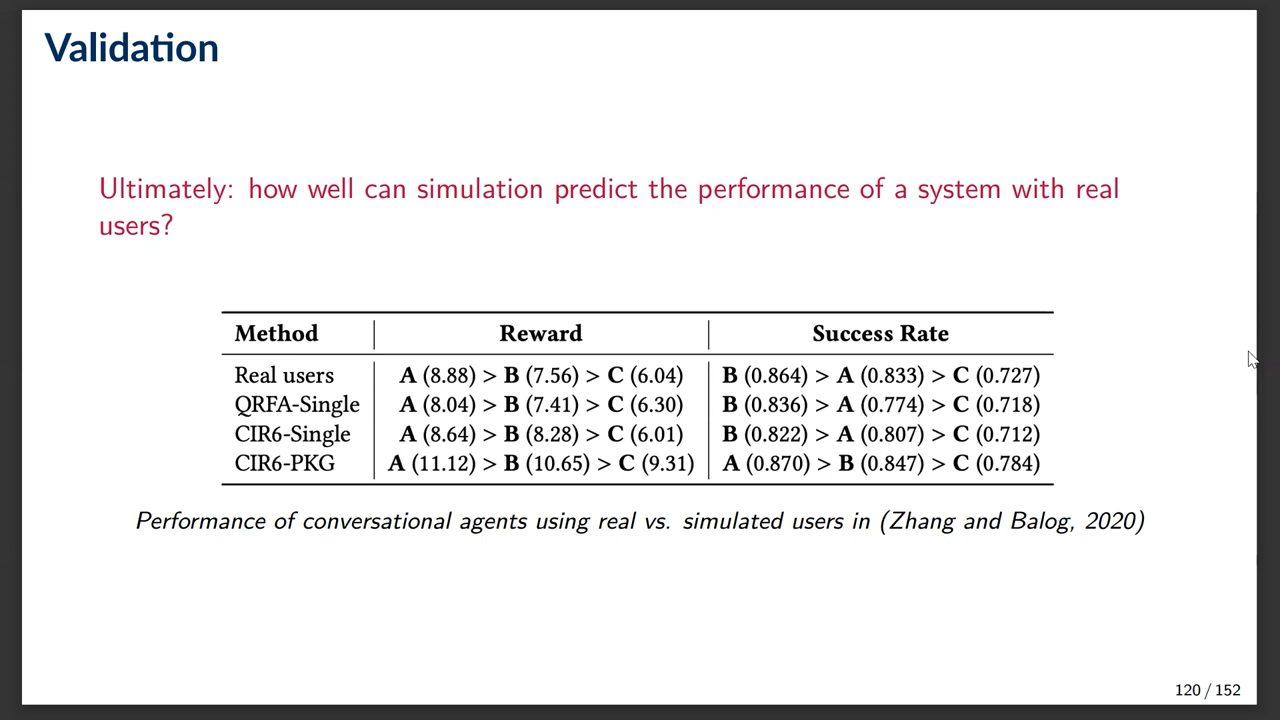 Validation
Ultimately: how well can simulation predict the performance of a system with real
users?
Method Reward Success Rate
Real users A (8.88) > B (7.56) > C (6.04) B (0.864) > A (0.833) > C (0.727)
QRFA-Single A (8.04) > B (7.41) > C (6.30) B (0.836) > A (0.774) > C (0.718)
CIR6-Single A (8.64) > B (8.28) > C (6.01) B (0.822) > A (0.807) > C (0.712)
CIR6-PKG A (11.12) > B (10.65) > C (9.31) A (0.870) > B (0.847) > C (0.784)
Performance of conversational agents using real vs. simulated users in (Zhang and Balog, 2020)
120 / 152